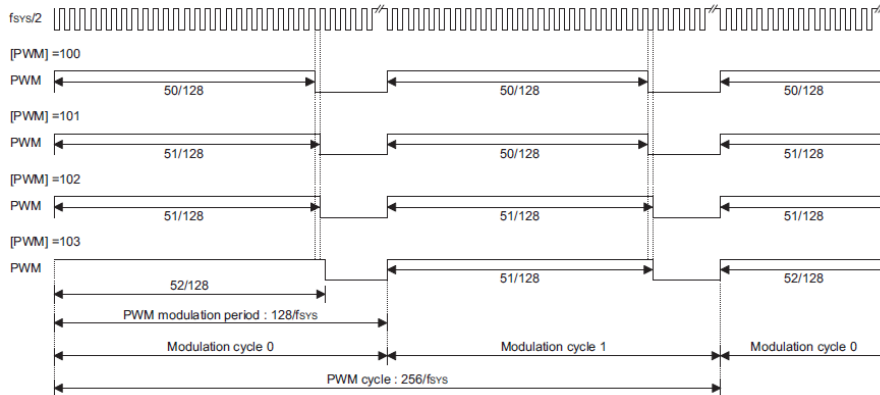 fSYS/2
[PWM] =100
PWM
50/128 50/128 50/128
[PWM] =101
PWM
51/128 50/128 51/128
[PWM] =102
PWM
51/128 51/128 51/128
[PWM] =103
PWM
52/128 51/128 52/128
PWM modulation period : 128/fSYS
Modulation cycle 0 Modulation cycle 1 Modulation cycle 0
PWM cycle : 256/fSYS